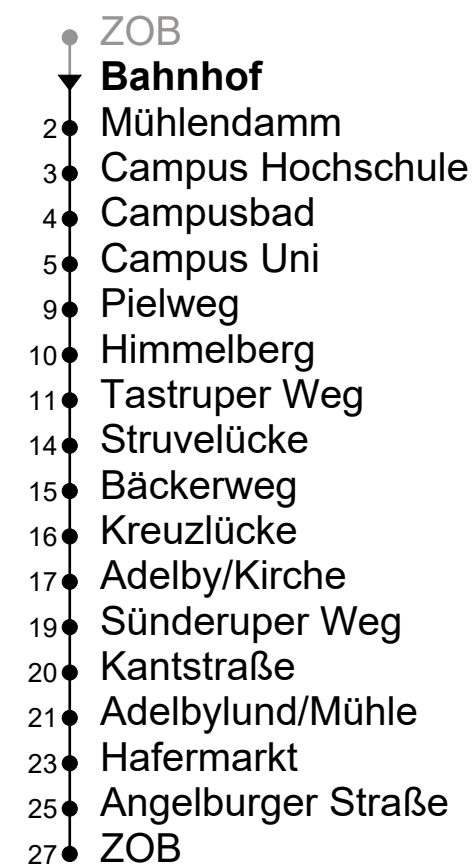 ZOB
Bahnhof
2 Mühlendamm
3 Campus Hochschule
4 Campusbad
5 Campus Uni
9 Pielweg
10 Himmelberg
11 Tastruper Weg
14 Struvelücke
15 Bäckerweg
16 Kreuzlücke
17 Adelby/Kirche
19 Sünderuper Weg
20 Kantstraße
21 Adelbylund/Mühle
23 Hafermarkt
25 Angelburger Straße
27 ZOB